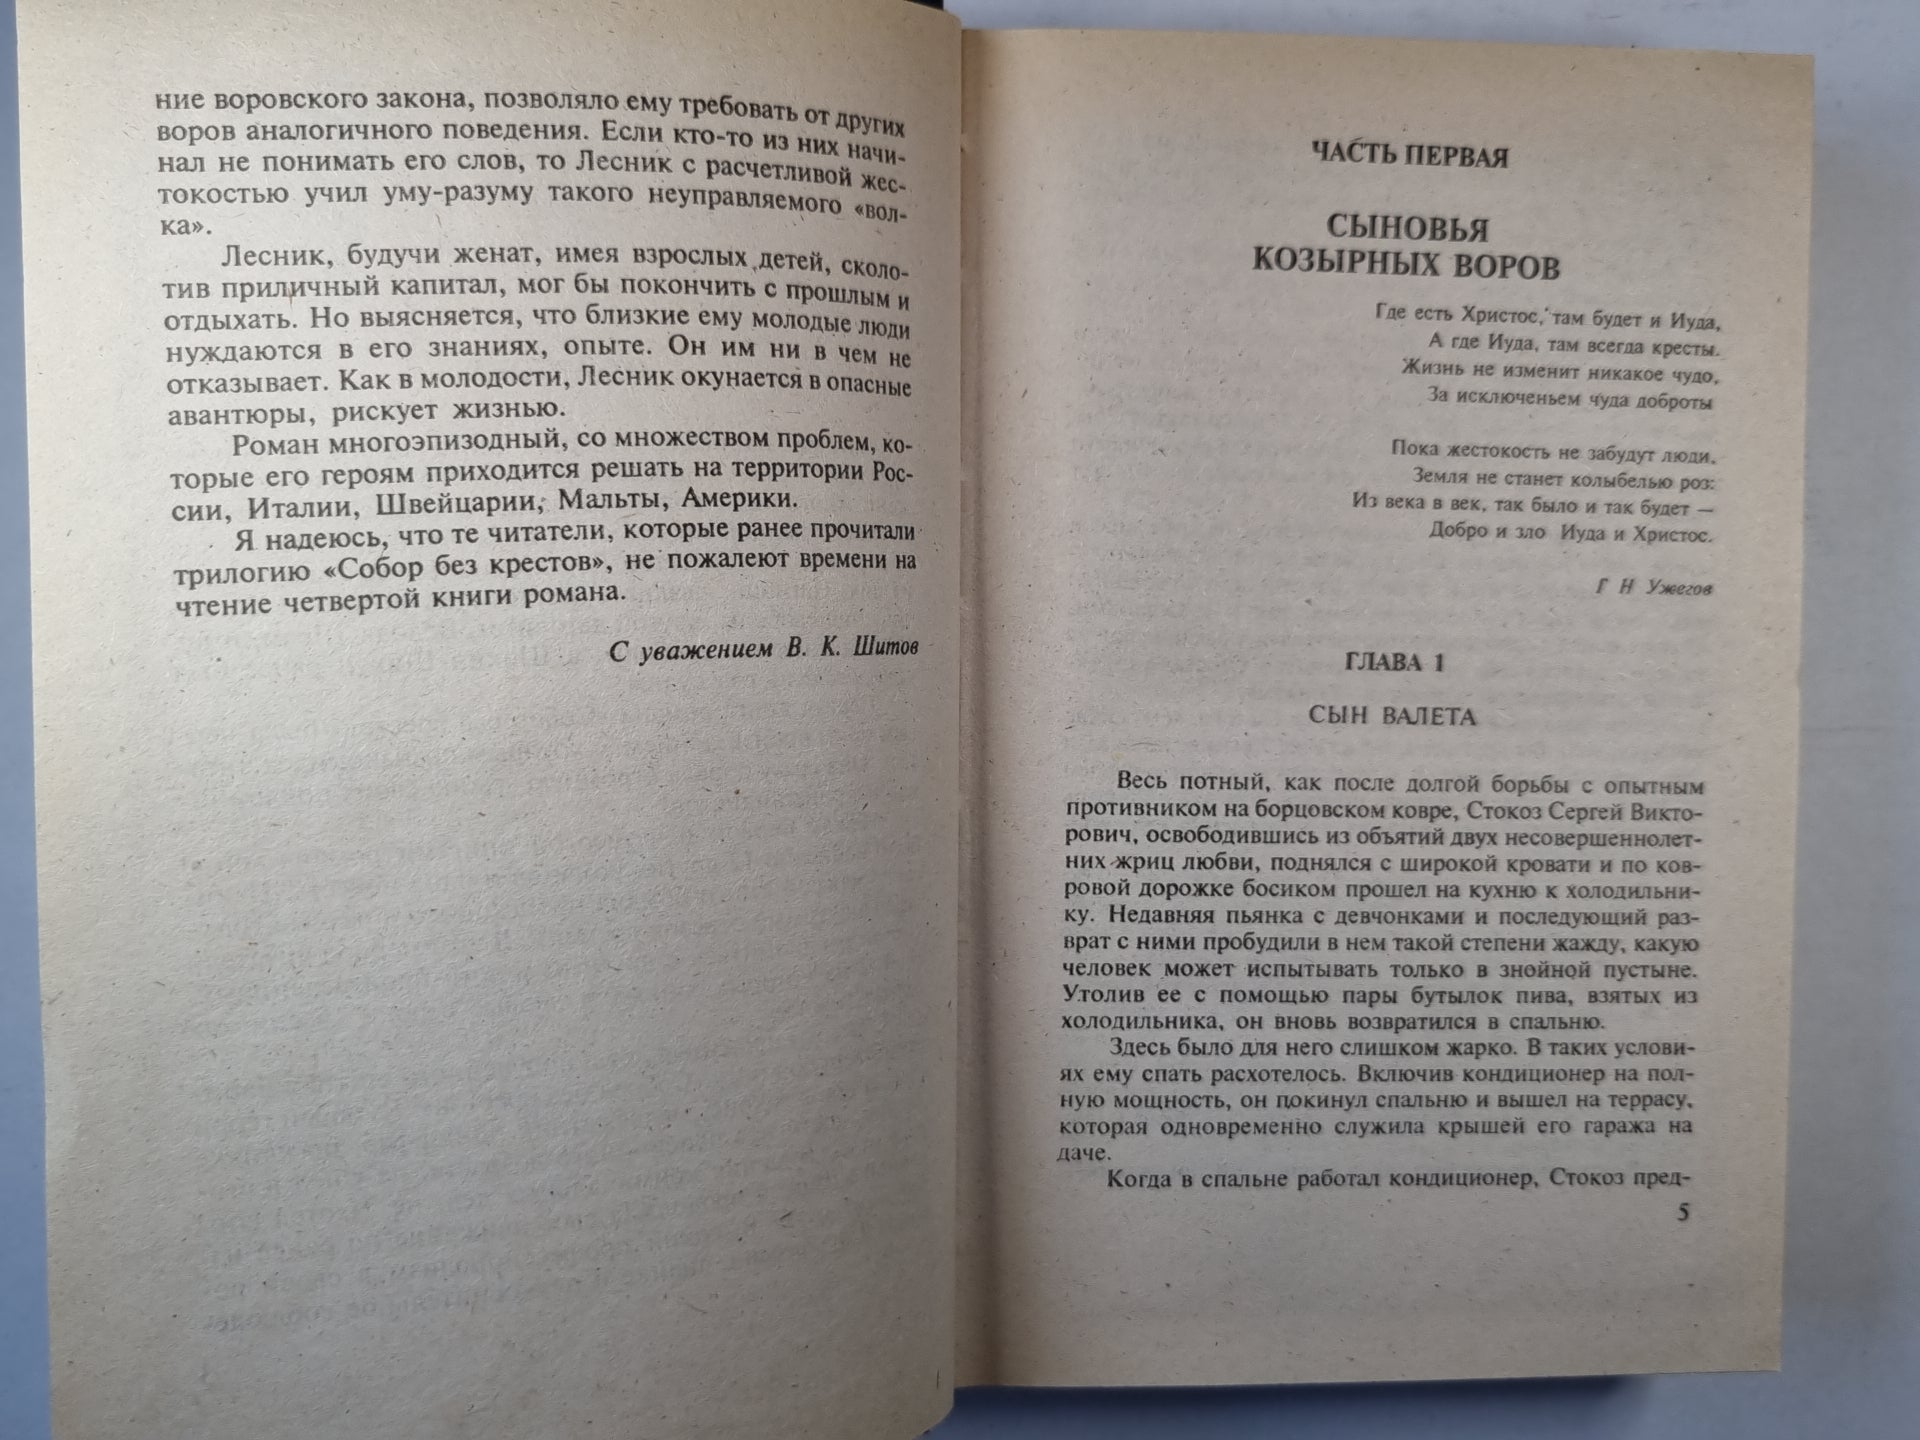 ние воровского закона, позволяло ему требовать от других
воров аналогичного поведения. Если кто-то из них начи-
нал не понимать его слов, то Лесник с расчетливой жес-
токостью учил уму-разуму такого неуправляемого «вол-
ка».
Лесник, будучи женат, имея взрослых детей, сколо-
тив приличный капитал, мог бы покончить с прошлым и
отдыхать. Но выясняется, что близкие ему молодые люди
нуждаются в его знаниях, опыте. Он им ни в чем не
отказывает. Как в молодости, Лесник окунается в опасные
авантюры, рискует жизнью.
Роман многоэпизодный, со множеством проблем, ко-
торые его героям приходится решать на территории Рос-
сии, Италии, Швейцарии, Мальты, Америки.
Я надеюсь, что те читатели, которые ранее прочитали
трилогию «Собор без крестов», не пожалеют времени на
чтение четвертой книги романа.
С уважением В. К. Шитов
ЧАСТЬ ПЕРВАЯ
СЫНОВЬЯ
КОЗЫРНЫХ ВОРОВ
Где есть Христос, там будет и Иуда,
А где Иуда, там всегда кресты.
Жизнь не изменит никакое чудо,
За исключеньем чуда доброты
Пока жестокость не забудут люди,
Земля не станет колыбелью роз:
Из века в век, так было и так будет —
Добро и зло Иуда и Христос.
Г Н Ужегов
ГЛАВА 1
СЫН ВАЛЕТА
Весь потный, как после долгой борьбы с опытным
противником на борцовском ковре, Стокоз Сергей Викто-
рович, освободившись из объятий двух несовершеннолет-
них жриц любви, поднялся с широкой кровати и по ков-
ровой дорожке босиком прошел на кухню к холодильни-
ку. Недавняя пьянка с девчонками и последующий раз-
врат с ними пробудили в нем такой степени жажду, какую
человек может испытывать только в знойной пустыне.
Утолив ее с помощью пары бутылок пива, взятых из
холодильника, он вновь возвратился в спальню.
Здесь было для него слишком жарко. В таких услови-
ях ему спать расхотелось. Включив кондиционер на пол-
ную мощность, он покинул спальню и вышел на террасу,
которая одновременно служила крышей его гаража на
даче.
Когда в спальне работал кондиционер, Стокоз пред-
5